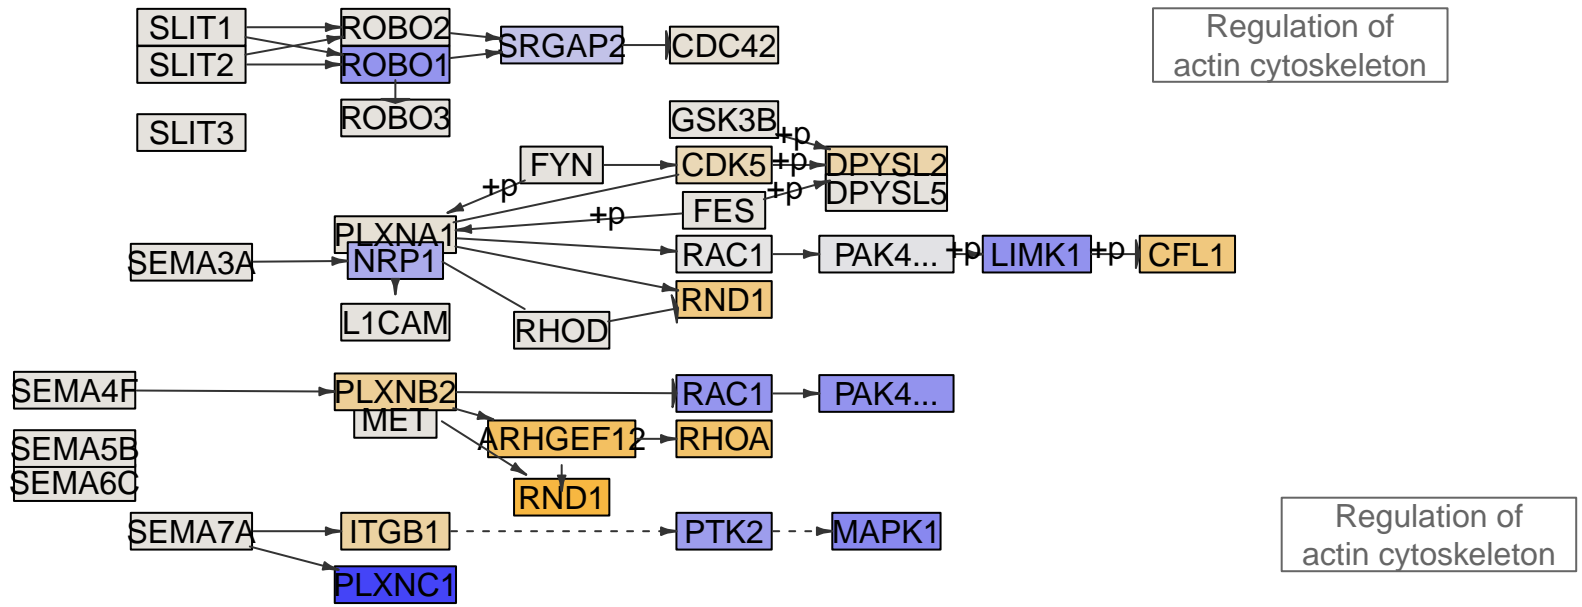 SLIT1
ROBO2
SRGAP2
CDC42
Regulation of
actin cytoskeleton
SLIT2
ROBO1
SLIT3
ROBO3
GSK3B
+p
FYN
CDK5
+p
DPYSL2
+p
FES
+p
DPYSL5
PLXNA1
+p
SEMA3A
NRP1
RAC1
PAK4...
+p
LIMK1
+p
CFL1
RND1
L1CAM
RHOD
SEMA4F
PLXNB2
RAC1
PAK4...
MET
ARHGEF12
RHOA
SEMA5B
SEMA6C
RND1
SEMA7A
ITGB1
PTK2
MAPK1
Regulation of
actin cytoskeleton
PLXNC1